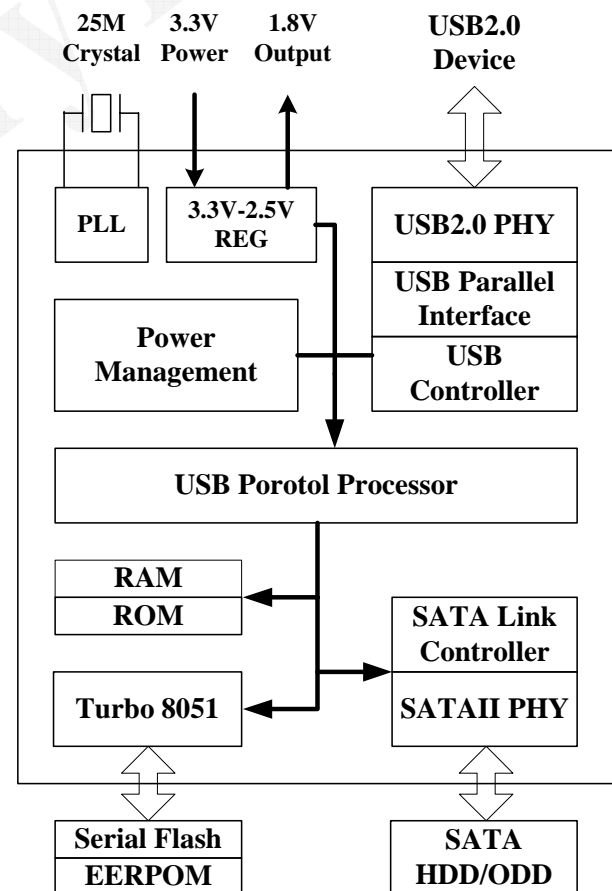 25M
Crystal
3.3V
Power
1.8V
Output
USB2.0
Device
PLL
3.3V-2.5V
REG
USB2.0 PHY
USB Parallel
Interface
USB
Controller
Power
Management
USB Porotol Processor
RAM
ROM
SATA Link
Controller
Turbo 8051
SATAII PHY
Serial Flash
EERPOM
SATA
HDD/ODD